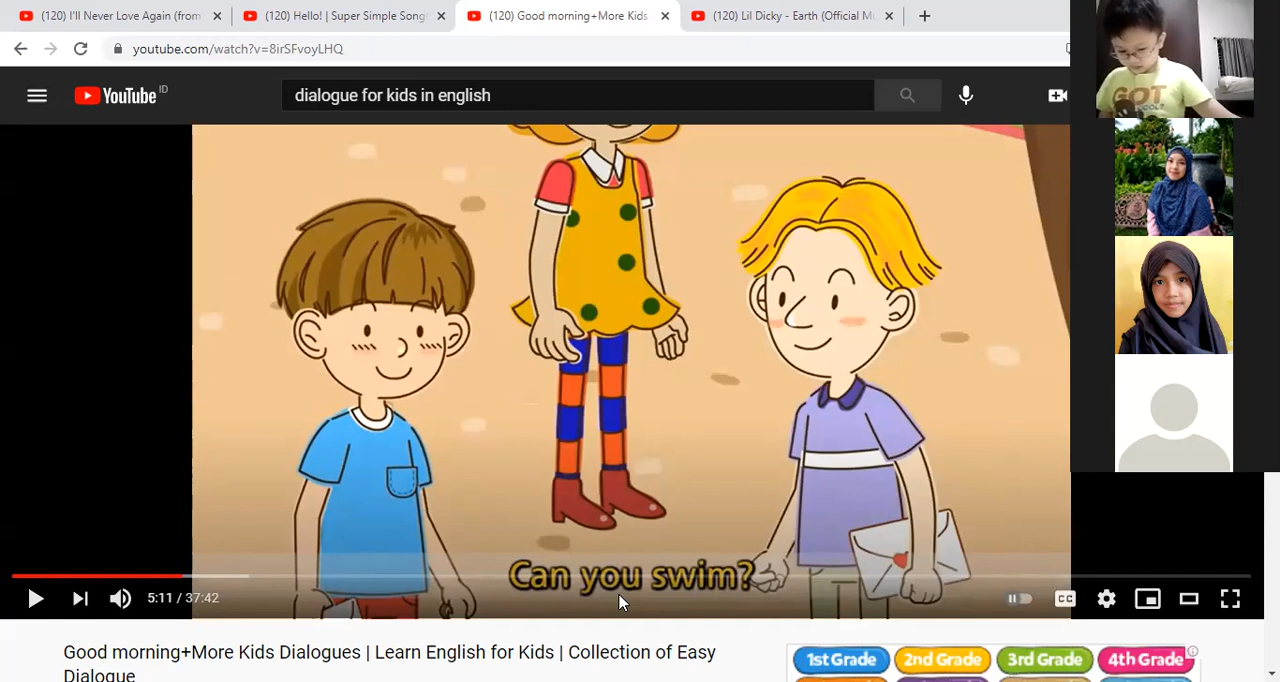 (120) I'll Never Love Again (from
(120) Hello! | Super Simple Song
(120) Good morning+More Kids
(120) Lil Dicky - Earth (Official Mu
youtube.com/watch?v=8irSFvoyLHQ
YouTube ID
dialogue for kids in english
GOT
Can you swim?
5:11 / 37:42
CC
Good morning+More Kids Dialogues | Learn English for Kids | Collection of Easy
Dialogue
1st Grade 2nd Grade 3rd Grade 4th Grade